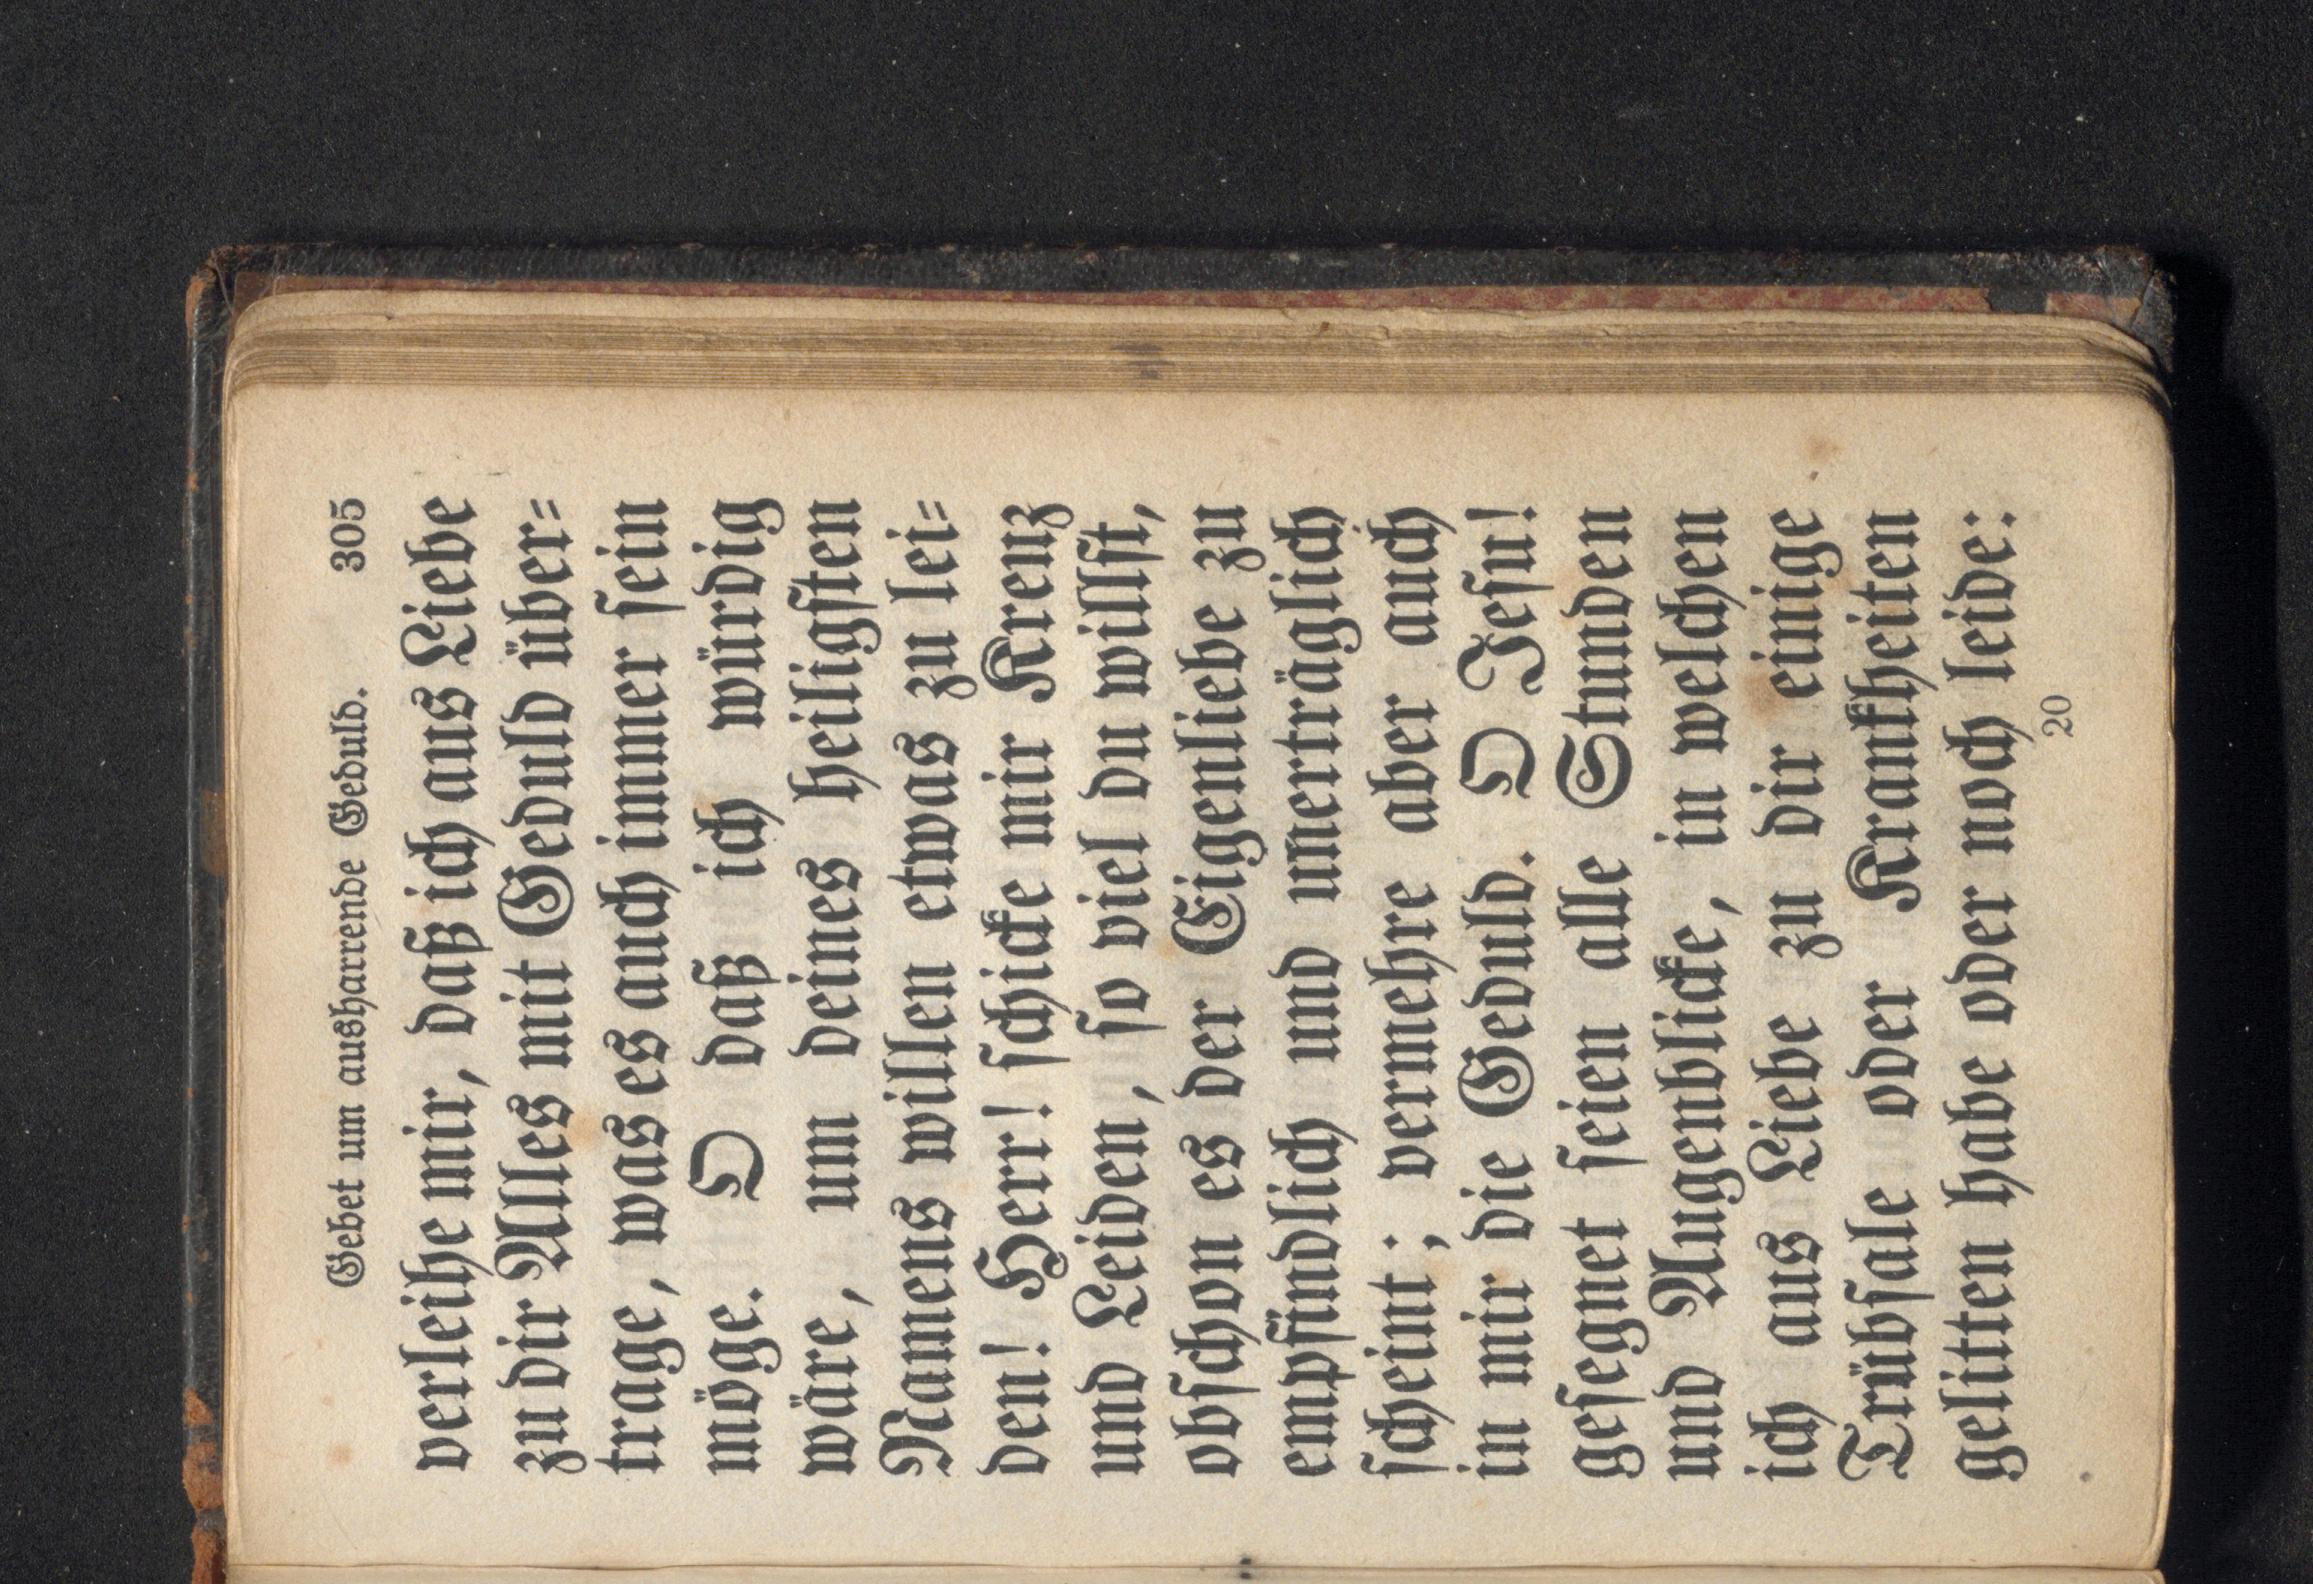 Gebet um ausharrende Geduld. 305
verleihe mir, daß ich aus Liebe
zu dir Alles mit Geduld über=
trage, was es auch immer sein
möge. O daß ich würdig
wäre, um deines heiligsten
Namens willen etwas zu lei=
den! Herr! schicke mir Kreuz
und Leiden, so viel du willst,
obschon es der Eigenliebe zu
empfindlich und unerträglich
scheint; vermehre aber auch
in mir die Geduld. O Jesu!
gesegnet seien alle Stunden
und Augenblicke, in welchen
ich aus Liebe zu dir einige
Trübsale oder Krankheiten
gelitten habe oder noch leide:
20